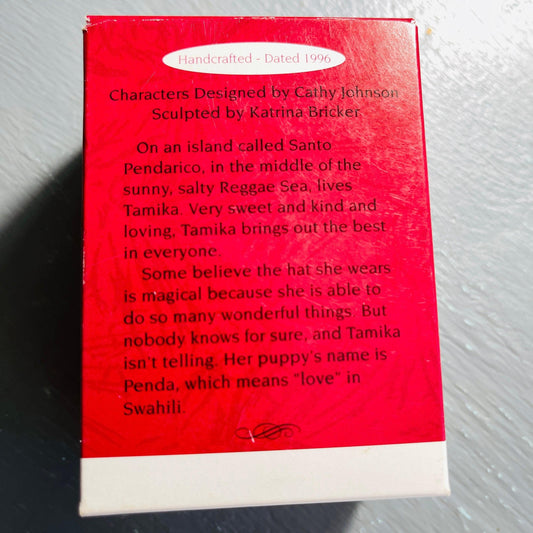 Handcrafted - Dated 1996
Characters Designed by Cathy Johnson
Sculpted by Katrina Bricker
On an island called Santo
Pendarico, in the middle of the
sunny, salty Reggae Sea, lives
Tamika. Very sweet and kind and
loving, Tamika brings out the best
in everyone.
Some believe the hat she wears
is magical because she is able to
do so many wonderful things. But
nobody knows for sure, and Tamika
isn't telling. Her puppy's name is
Penda, which means "love" in
Swahili.